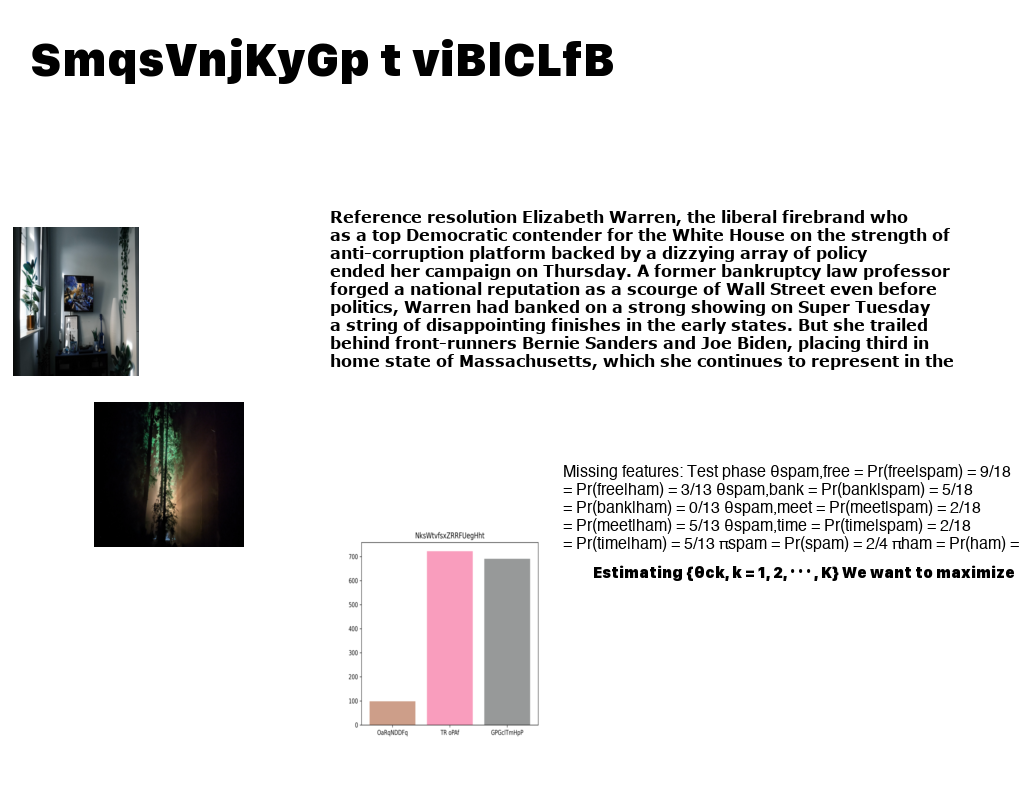 SmqsVnjKyGp t viBlCLfB
Reference resolution Elizabeth Warren, the liberal firebrand who
as a top Democratic contender for the White House on the strength of
anti-corruption platform backed by a dizzying array of policy
ended her campaign on Thursday. A former bankruptcy law professor
forged a national reputation as a scourge of Wall Street even before
politics, Warren had banked on a strong showing on Super Tuesday
a string of disappointing finishes in the early states. But she trailed
behind front-runners Bernie Sanders and Joe Biden, placing third in
home state of Massachusetts, which she continues to represent in the
Missing features: Test phase θspam,free = Pr(free|spam) = 9/18
= Pr(free|ham) = 3/13 θspam,bank = Pr(bank|spam) = 5/18
= Pr(bank|ham) = 0/13 θspam,meet = Pr(meet|spam) = 2/18
= Pr(meet|ham) = 5/13 θspam,time = Pr(time|spam) = 2/18
= Pr(time|ham) = 5/13 πspam = Pr(spam) = 2/4 πham = Pr(ham) =
Estimating {θck, k = 1, 2, · · · , K} We want to maximize
NksWtvfsxZRRFUegHht
700
600
500
400
300
200
100
0
OaRqNDDFq TR oPAf GPGclTmHpP